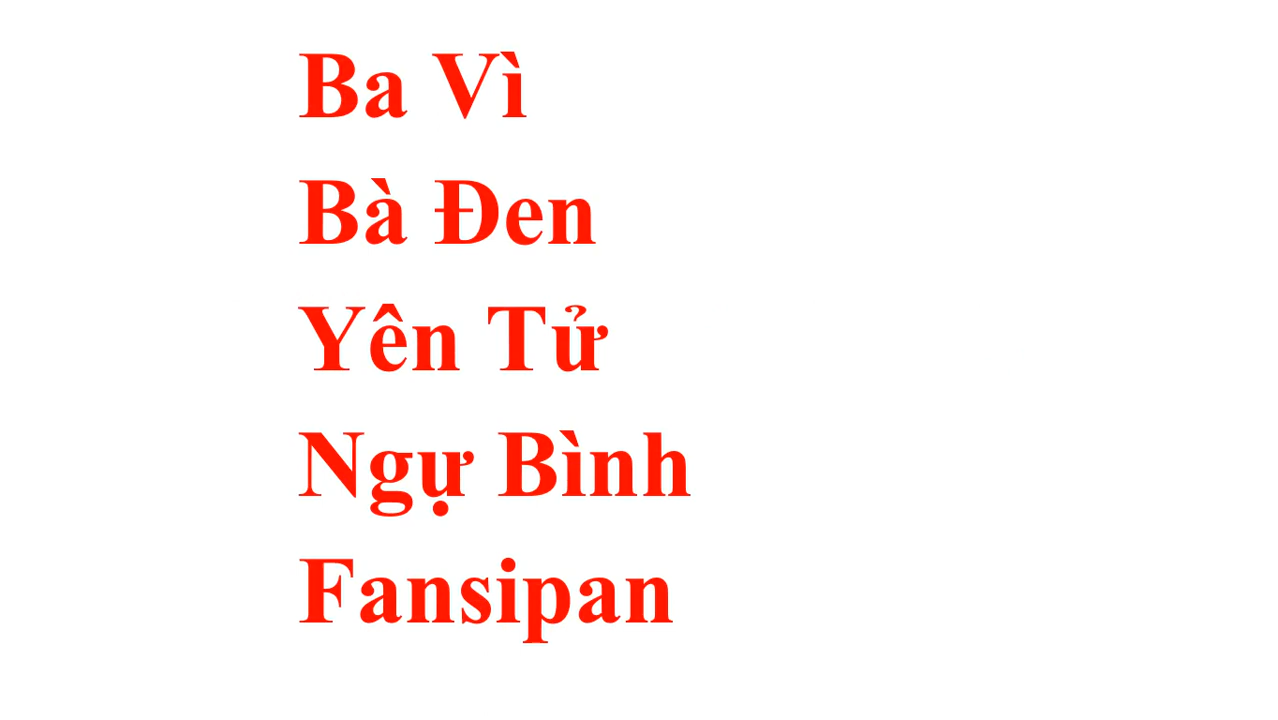 Ba Vì
Bà Đen
Yên Tử
Ngự Bình
Fansipan